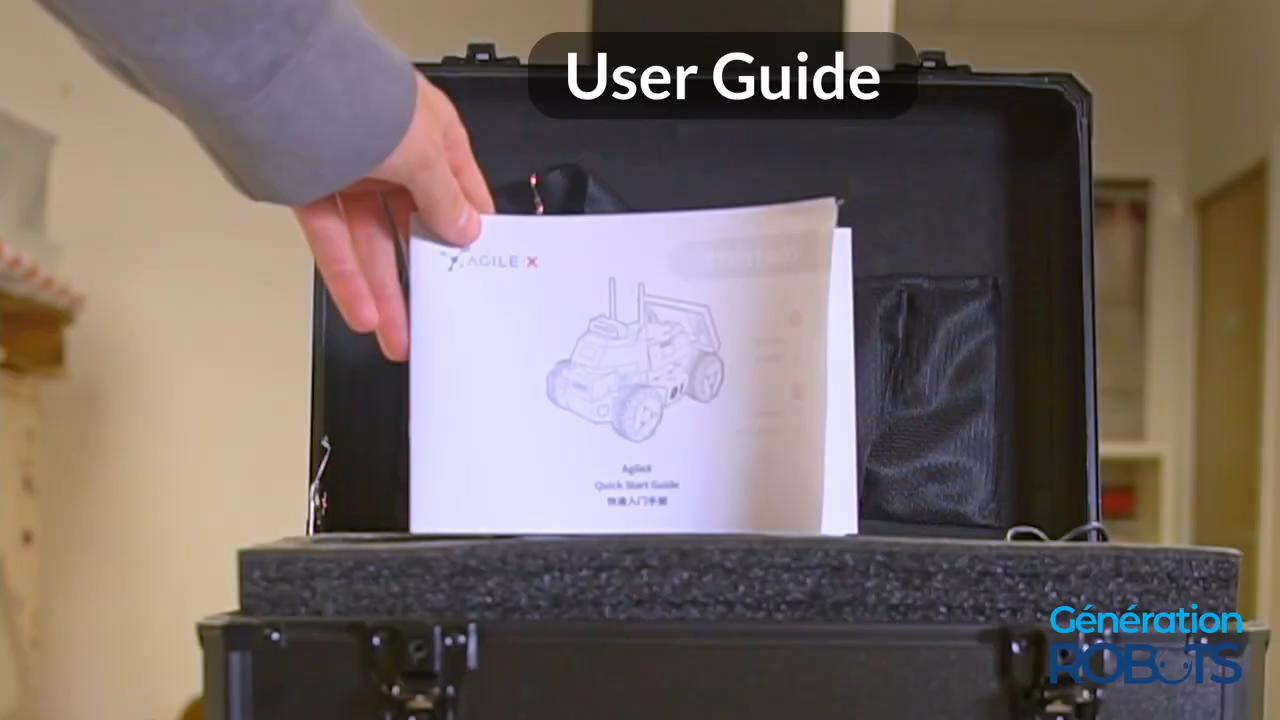 User Guide
AGILE·X
AgileX
Quick Start Guide
快速入门手册
Génération
ROBOTS